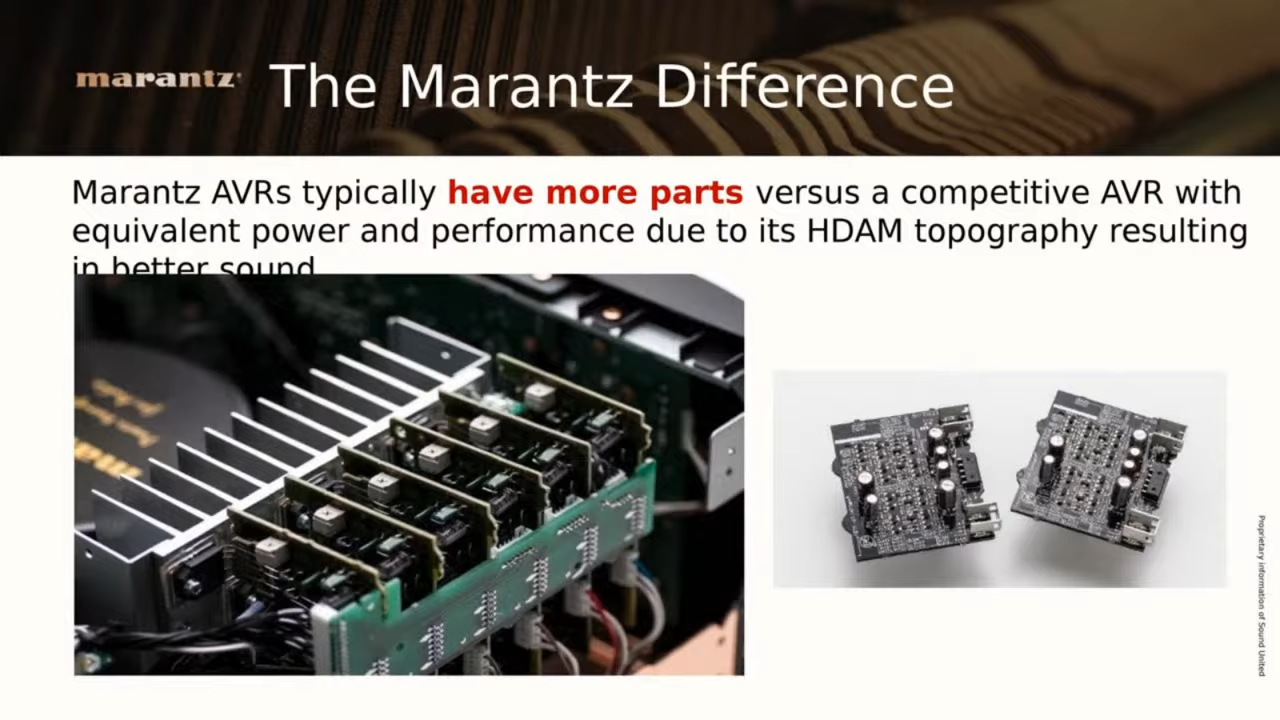 marantz
The Marantz Difference
Marantz AVRs typically have more parts versus a competitive AVR with
equivalent power and performance due to its HDAM topography resulting
in better sound
Proprietary information of Sound United